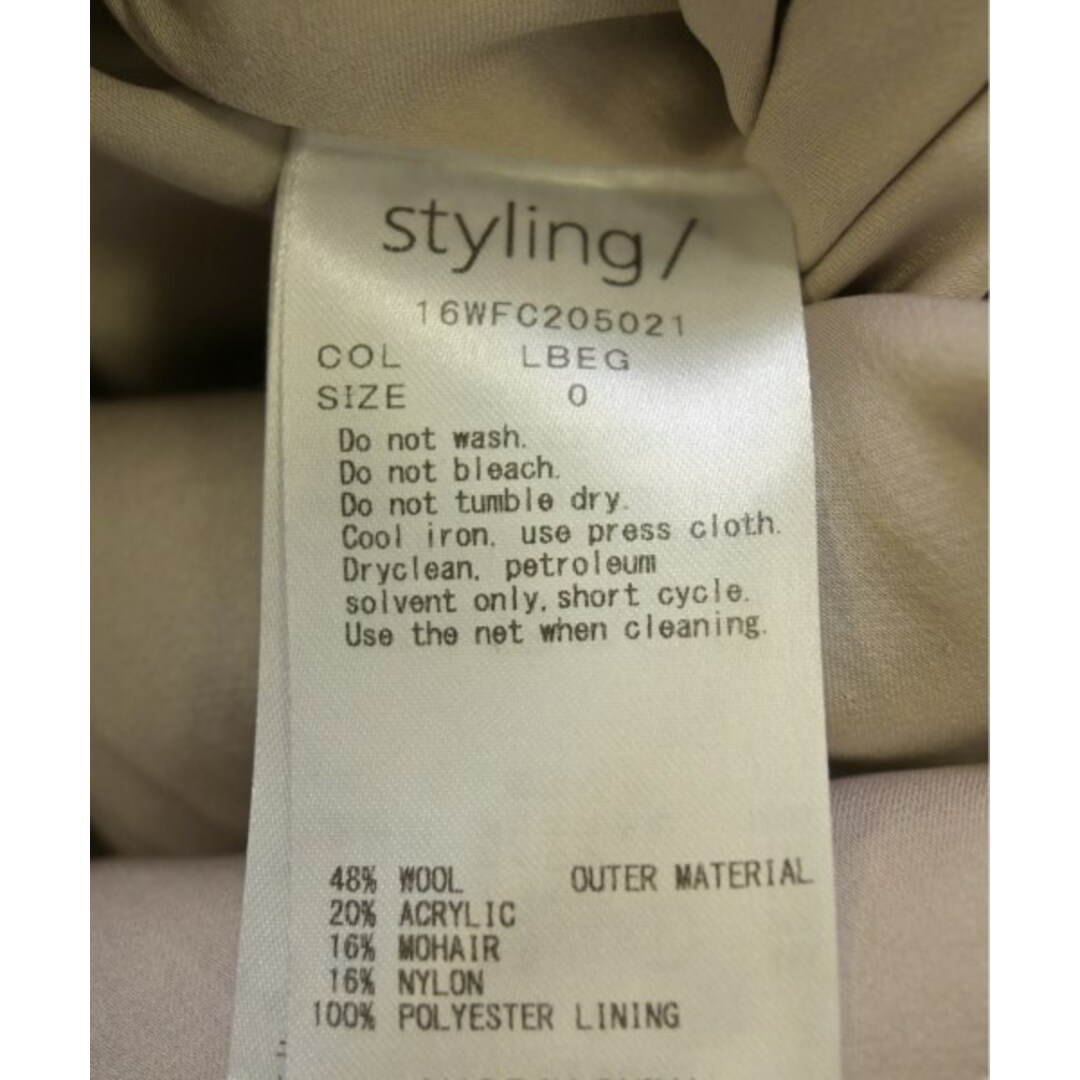 styling/
16WFC205021
COL LBEG
SIZE 0
Do not wash.
Do not bleach.
Do not tumble dry.
Cool iron, use press cloth.
Dryclean, petroleum
solvent only, short cycle.
Use the net when cleaning.
48% WOOL OUTER MATERIAL
20% ACRYLIC
16% MOHAIR
16% NYLON
100% POLYESTER LINING